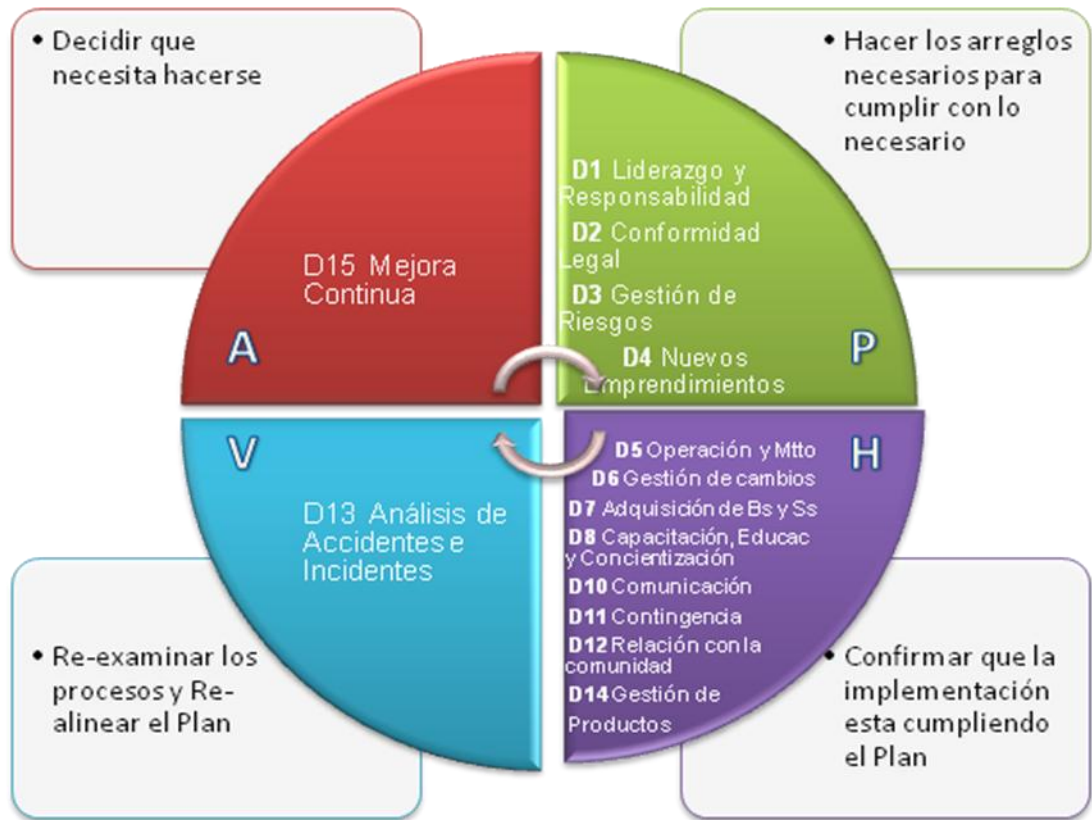 • Decidir que
necesita hacerse
• Hacer los arreglos
necesarios para
cumplir con lo
necesario
D15 Mejora
Continua
A
D1 Liderazgo y
Responsabilidad
D2 Conformidad
Legal
D3 Gestión de
Riesgos
D4 Nuevos
Emprendimientos
P
V
D13 Análisis de
Accidentes e
Incidentes
D5 Operación y Mtto
D6 Gestión de cambios
D7 Adquisición de Bs y Ss
D8 Capacitación, Educac
y Concientización
D10 Comunicación
D11 Contingencia
D12 Relación con la
comunidad
D14 Gestión de
Productos
H
• Re-examinar los
procesos y Re-
alinear el Plan
• Confirmar que la
implementación
esta cumpliendo
el Plan